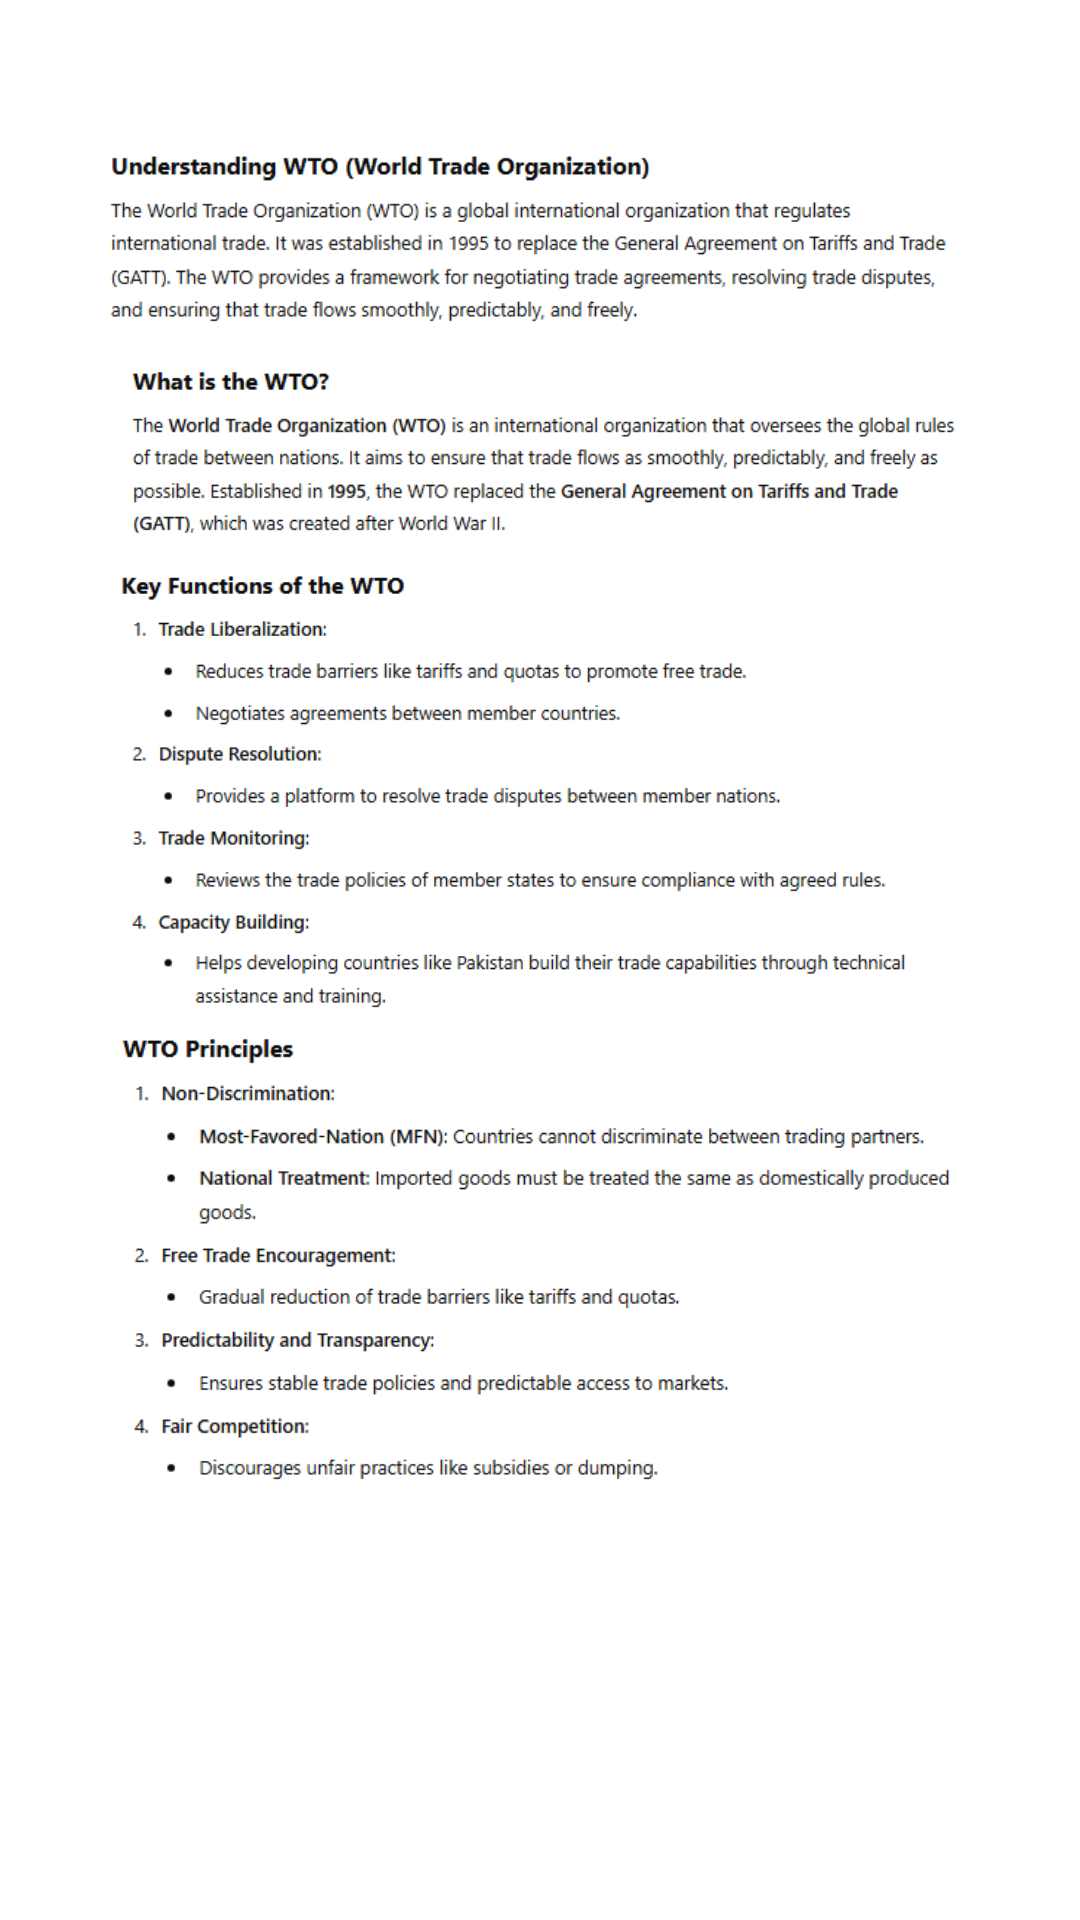 Understanding WTO (World Trade Organization)
The World Trade Organization (WTO) is a global international organization that regulates
international trade. It was established in 1995 to replace the General Agreement on Tariffs and Trade
(GATT). The WTO provides a framework for negotiating trade agreements, resolving trade disputes,
and ensuring that trade flows smoothly, predictably, and freely.
What is the WTO?
The World Trade Organization (WTO) is an international organization that oversees the global rules
of trade between nations. It aims to ensure that trade flows as smoothly, predictably, and freely as
possible. Established in 1995, the WTO replaced the General Agreement on Tariffs and Trade
(GATT), which was created after World War II.
Key Functions of the WTO
1. Trade Liberalization:
• Reduces trade barriers like tariffs and quotas to promote free trade.
• Negotiates agreements between member countries.
2. Dispute Resolution:
• Provides a platform to resolve trade disputes between member nations.
3. Trade Monitoring:
• Reviews the trade policies of member states to ensure compliance with agreed rules.
4. Capacity Building:
• Helps developing countries like Pakistan build their trade capabilities through technical
assistance and training.
WTO Principles
1. Non-Discrimination:
• Most-Favored-Nation (MFN): Countries cannot discriminate between trading partners.
• National Treatment: Imported goods must be treated the same as domestically produced
goods.
2. Free Trade Encouragement:
• Gradual reduction of trade barriers like tariffs and quotas.
3. Predictability and Transparency:
• Ensures stable trade policies and predictable access to markets.
4. Fair Competition:
• Discourages unfair practices like subsidies or dumping.